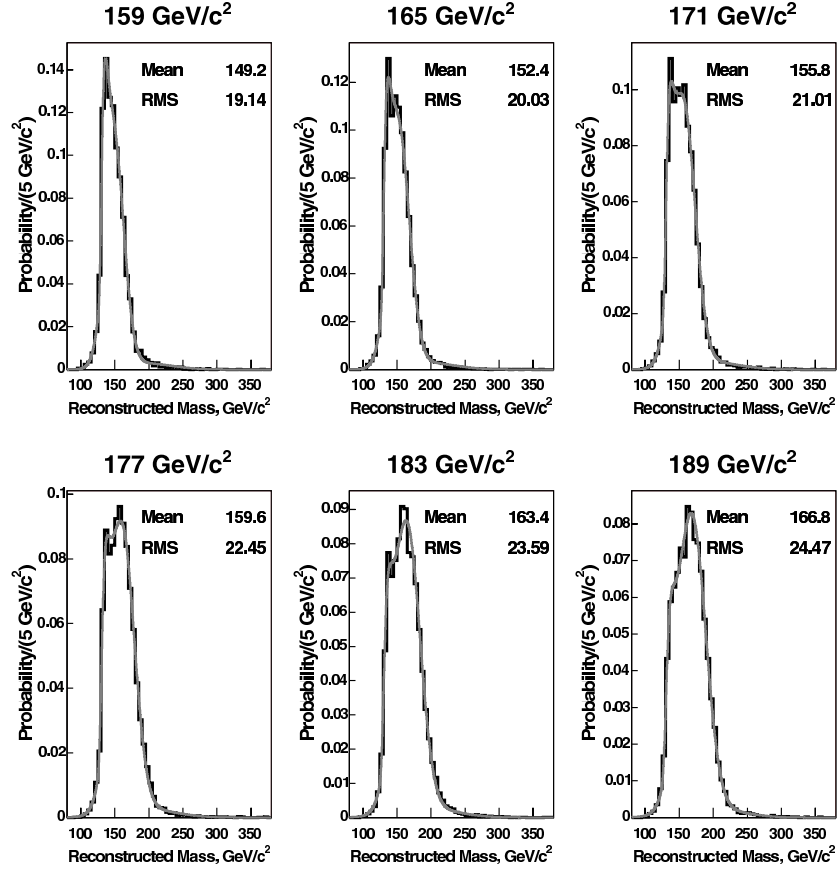 159 GeV/c²
Mean 149.2
RMS 19.14
Probability/(5 GeV/c²)
0.14
0.12
0.1
0.08
0.06
0.04
0.02
0
100 150 200 250 300 350
Reconstructed Mass, GeV/c²
165 GeV/c²
Mean 152.4
RMS 20.03
Probability/(5 GeV/c²)
0.12
0.1
0.08
0.06
0.04
0.02
0
100 150 200 250 300 350
Reconstructed Mass, GeV/c²
171 GeV/c²
Mean 155.8
RMS 21.01
Probability/(5 GeV/c²)
0.1
0.08
0.06
0.04
0.02
0
100 150 200 250 300 350
Reconstructed Mass, GeV/c²
177 GeV/c²
Mean 159.6
RMS 22.45
Probability/(5 GeV/c²)
0.1
0.08
0.06
0.04
0.02
0
100 150 200 250 300 350
Reconstructed Mass, GeV/c²
183 GeV/c²
Mean 163.4
RMS 23.59
Probability/(5 GeV/c²)
0.09
0.08
0.07
0.06
0.05
0.04
0.03
0.02
0.01
0
100 150 200 250 300 350
Reconstructed Mass, GeV/c²
189 GeV/c²
Mean 166.8
RMS 24.47
Probability/(5 GeV/c²)
0.08
0.07
0.06
0.05
0.04
0.03
0.02
0.01
0
100 150 200 250 300 350
Reconstructed Mass, GeV/c²